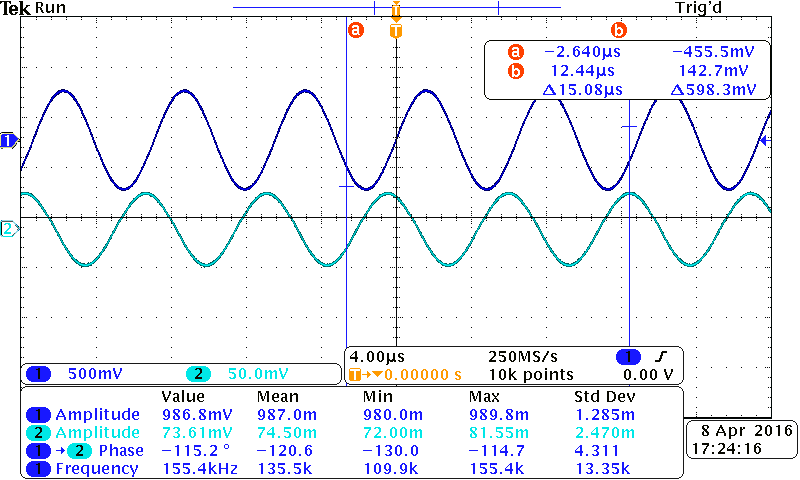 Tek Run Trig'd
T
a b
T
a −2.640µs −455.5mV
b 12.44µs 142.7mV
Δ15.08µs Δ598.3mV
1
2
1 500mV 2 50.0mV
4.00µs 250MS/s 1
T→▼0.00000 s 10k points 0.00 V
Value Mean Min Max Std Dev
1 Amplitude 986.8mV 987.0m 980.0m 989.8m 1.285m
2 Amplitude 73.61mV 74.50m 72.00m 81.55m 2.470m
1 → 2 Phase −115.2 ° −120.6 −130.0 −114.7 4.311
1 Frequency 155.4kHz 135.5k 109.9k 155.4k 13.35k
8 Apr 2016
17:24:16